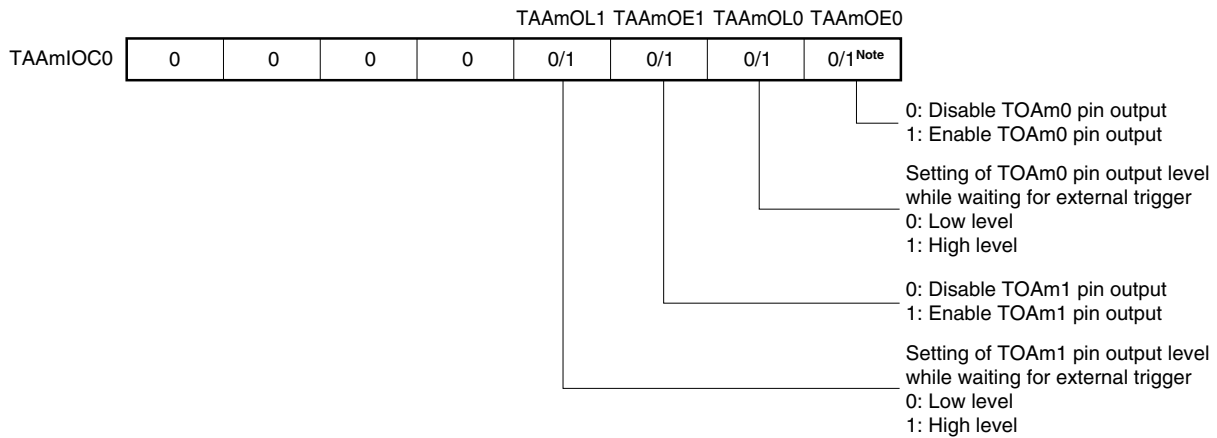 TAAmOL1 TAAmOE1 TAAmOL0 TAAmOE0
TAAmIOC0 0 0 0 0 0/1 0/1 0/1 0/1Note
0: Disable TOAm0 pin output
1: Enable TOAm0 pin output
Setting of TOAm0 pin output level
while waiting for external trigger
0: Low level
1: High level
0: Disable TOAm1 pin output
1: Enable TOAm1 pin output
Setting of TOAm1 pin output level
while waiting for external trigger
0: Low level
1: High level